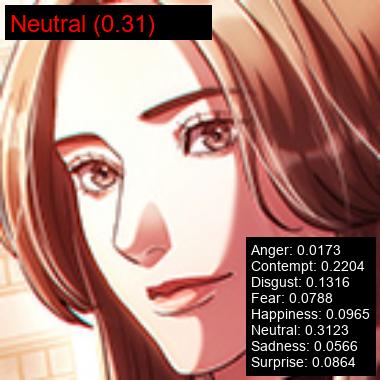 Neutral (0.31)
Anger: 0.0173
Contempt: 0.2204
Disgust: 0.1316
Fear: 0.0788
Happiness: 0.0965
Neutral: 0.3123
Sadness: 0.0566
Surprise: 0.0864